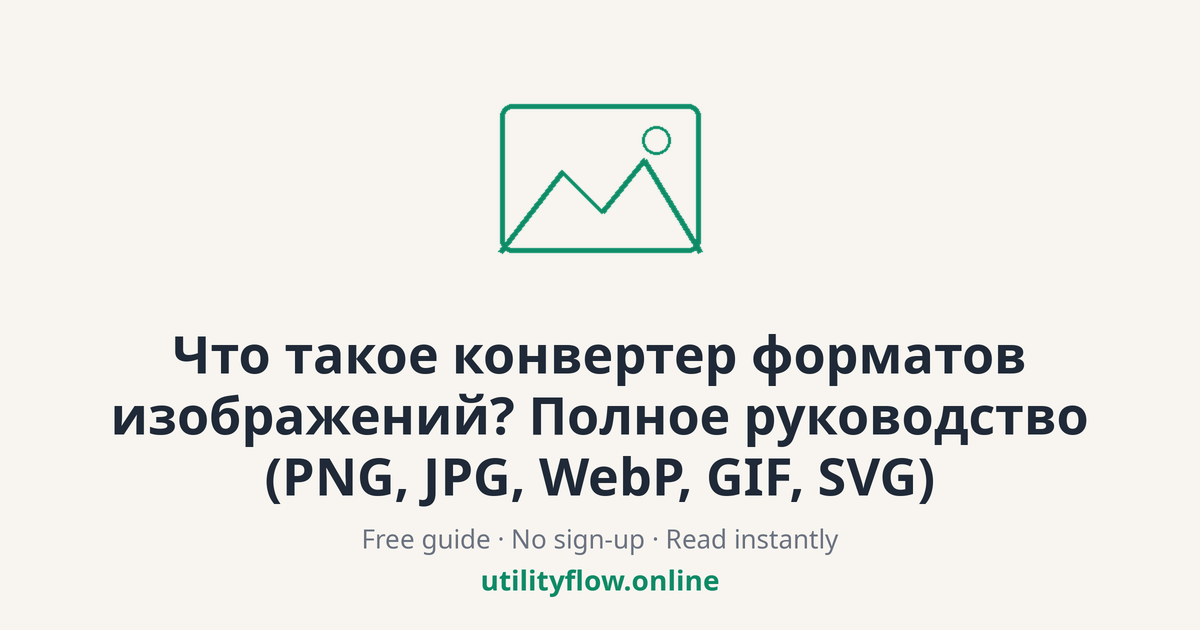 Что такое конвертер форматов
изображений? Полное руководство
(PNG, JPG, WebP, GIF, SVG)
Free guide · No sign-up · Read instantly
utilityflow.online